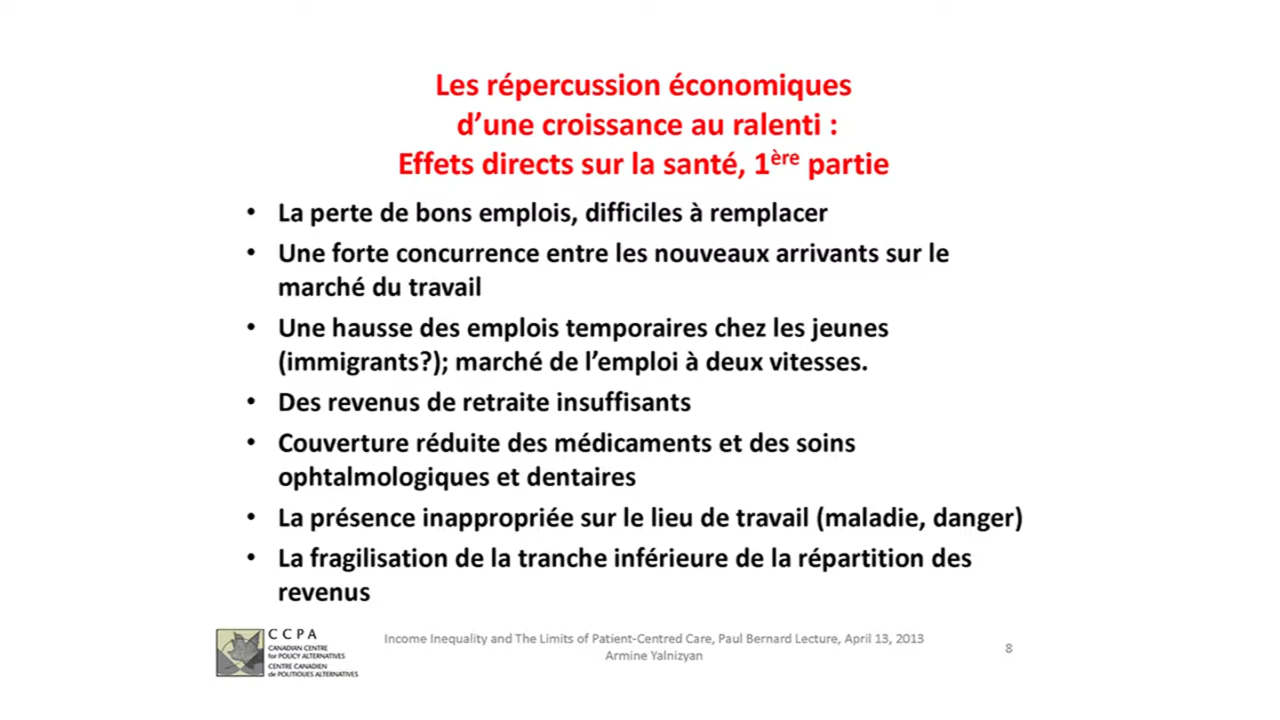 Les répercussion économiques
d’une croissance au ralenti :
Effets directs sur la santé, 1ère partie
• La perte de bons emplois, difficiles à remplacer
• Une forte concurrence entre les nouveaux arrivants sur le
marché du travail
• Une hausse des emplois temporaires chez les jeunes
(immigrants?); marché de l’emploi à deux vitesses.
• Des revenus de retraite insuffisants
• Couverture réduite des médicaments et des soins
ophtalmologiques et dentaires
• La présence inappropriée sur le lieu de travail (maladie, danger)
• La fragilisation de la tranche inférieure de la répartition des
revenus
CCPA
CANADIAN CENTRE
for POLICY ALTERNATIVES
CENTRE CANADIEN
de POLITIQUES ALTERNATIVES
Income Inequality and The Limits of Patient-Centred Care, Paul Bernard Lecture, April 13, 2013
Armine Yalnizyan
8